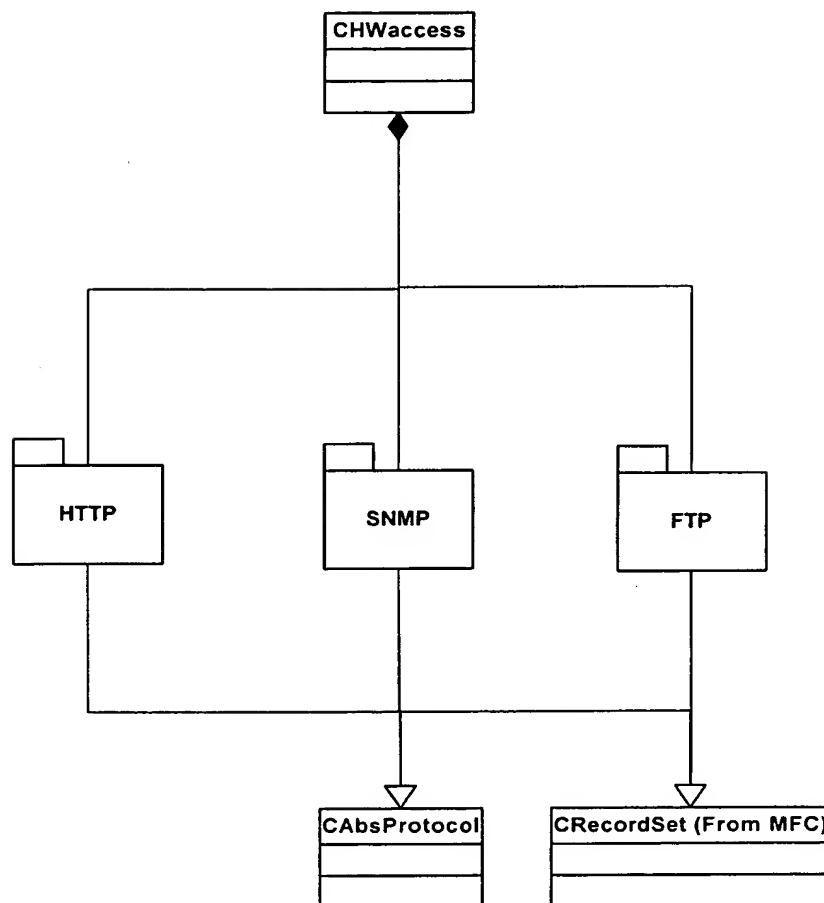 CHWaccess
HTTP
SNMP
FTP
CAbsProtocol
CRecordSet (From MFC)